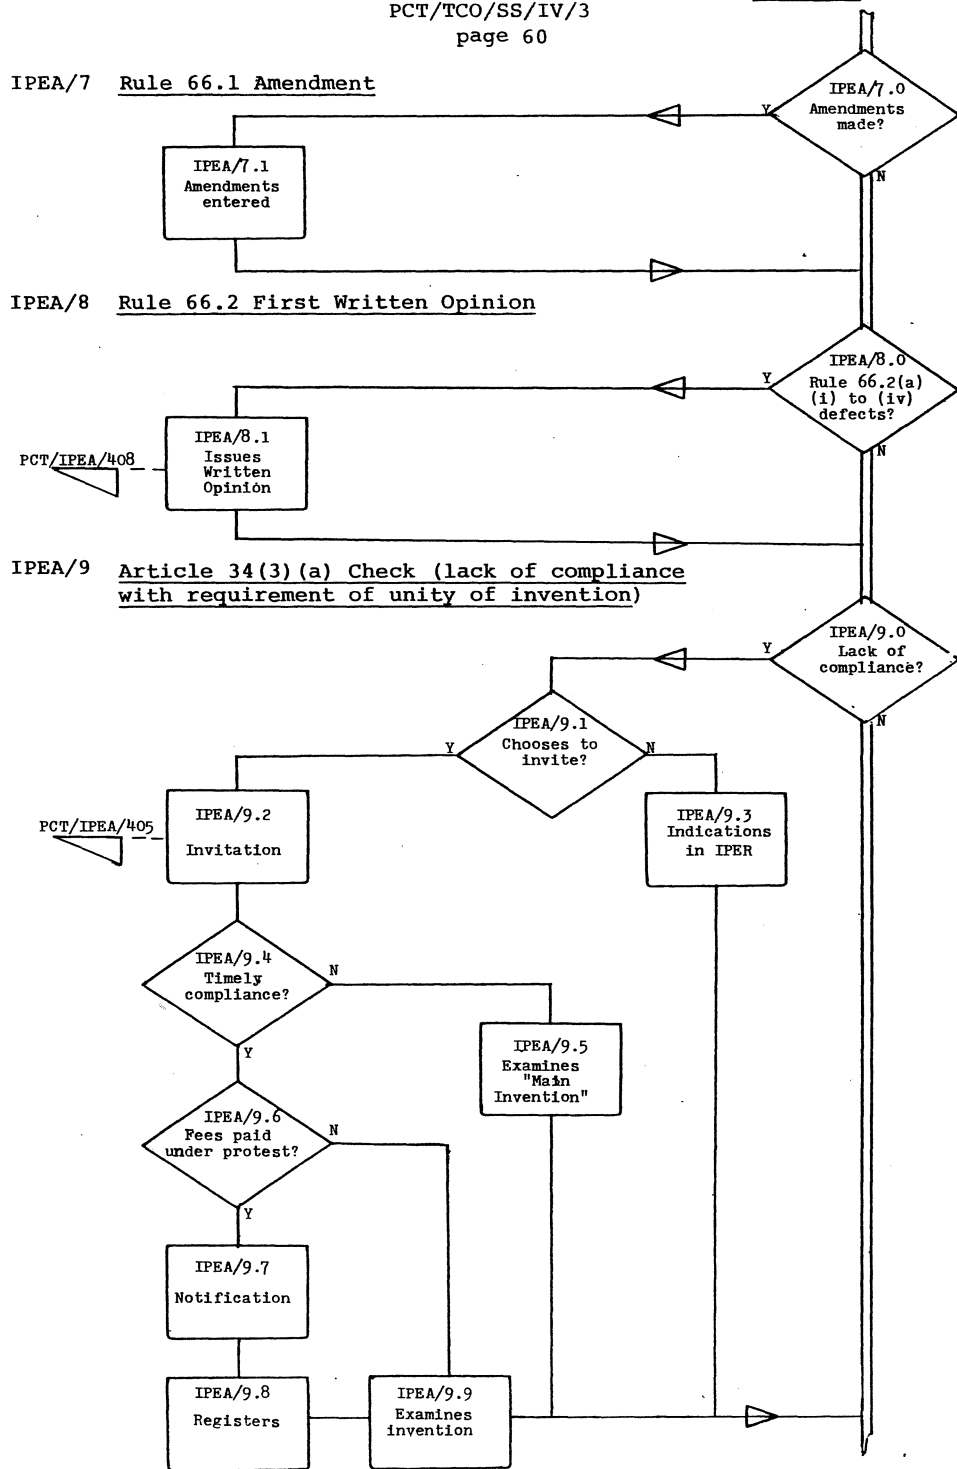 PCT/TCO/SS/IV/3
page 60
IPEA/7 Rule 66.1 Amendment
IPEA/7.0
Amendments
made?
Y
N
IPEA/7.1
Amendments
entered
IPEA/8 Rule 66.2 First Written Opinion
IPEA/8.0
Rule 66.2(a)
(i) to (iv)
defects?
Y
N
IPEA/8.1
Issues
Written
Opinion
PCT/IPEA/408
IPEA/9 Article 34(3)(a) Check (lack of compliance
with requirement of unity of invention)
IPEA/9.0
Lack of
compliance?
Y
N
IPEA/9.1
Chooses to
invite?
Y
N
PCT/IPEA/405
IPEA/9.2
Invitation
IPEA/9.3
Indications
in IPER
IPEA/9.4
Timely
compliance?
N
Y
IPEA/9.5
Examines
"Main
Invention"
IPEA/9.6
Fees paid
under protest?
N
Y
IPEA/9.7
Notification
IPEA/9.8
Registers
IPEA/9.9
Examines
invention